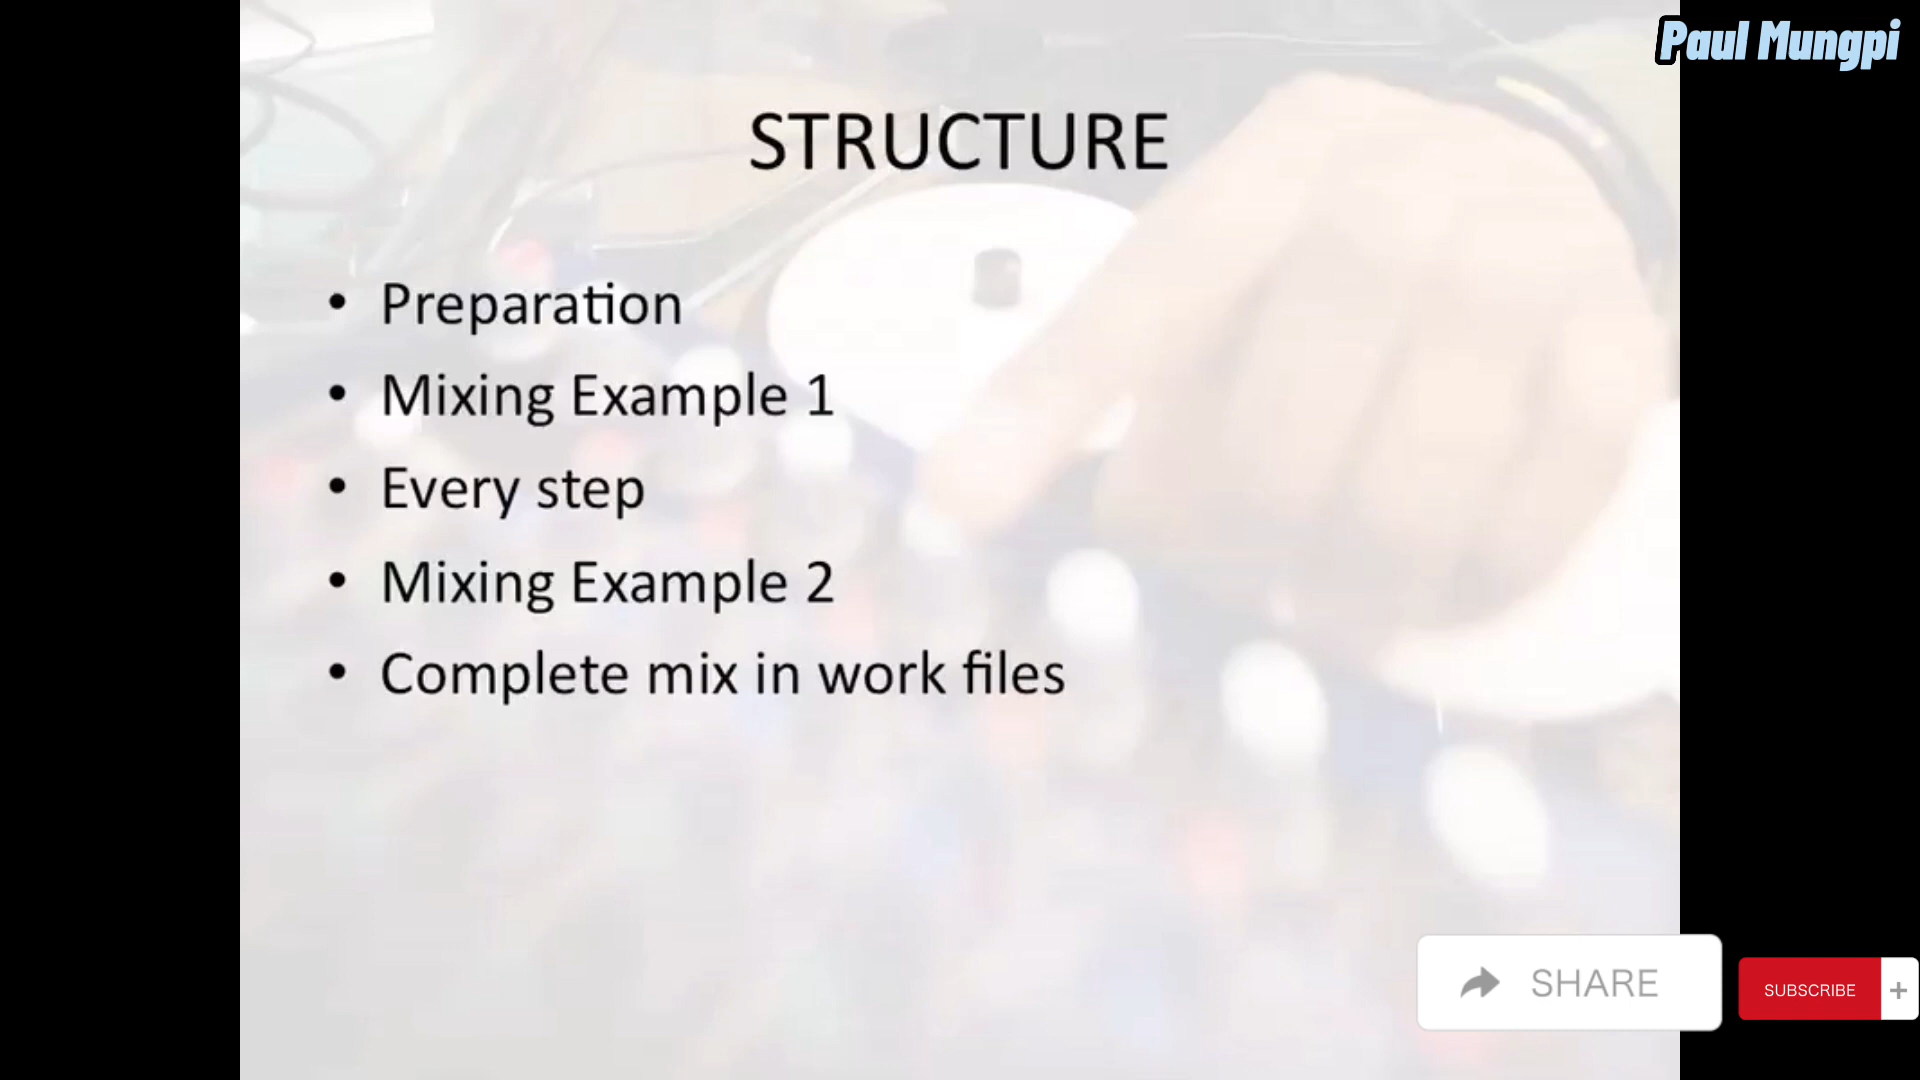 Paul Mungpi
STRUCTURE
• Preparation
• Mixing Example 1
• Every step
• Mixing Example 2
• Complete mix in work files
SHARE
SUBSCRIBE +